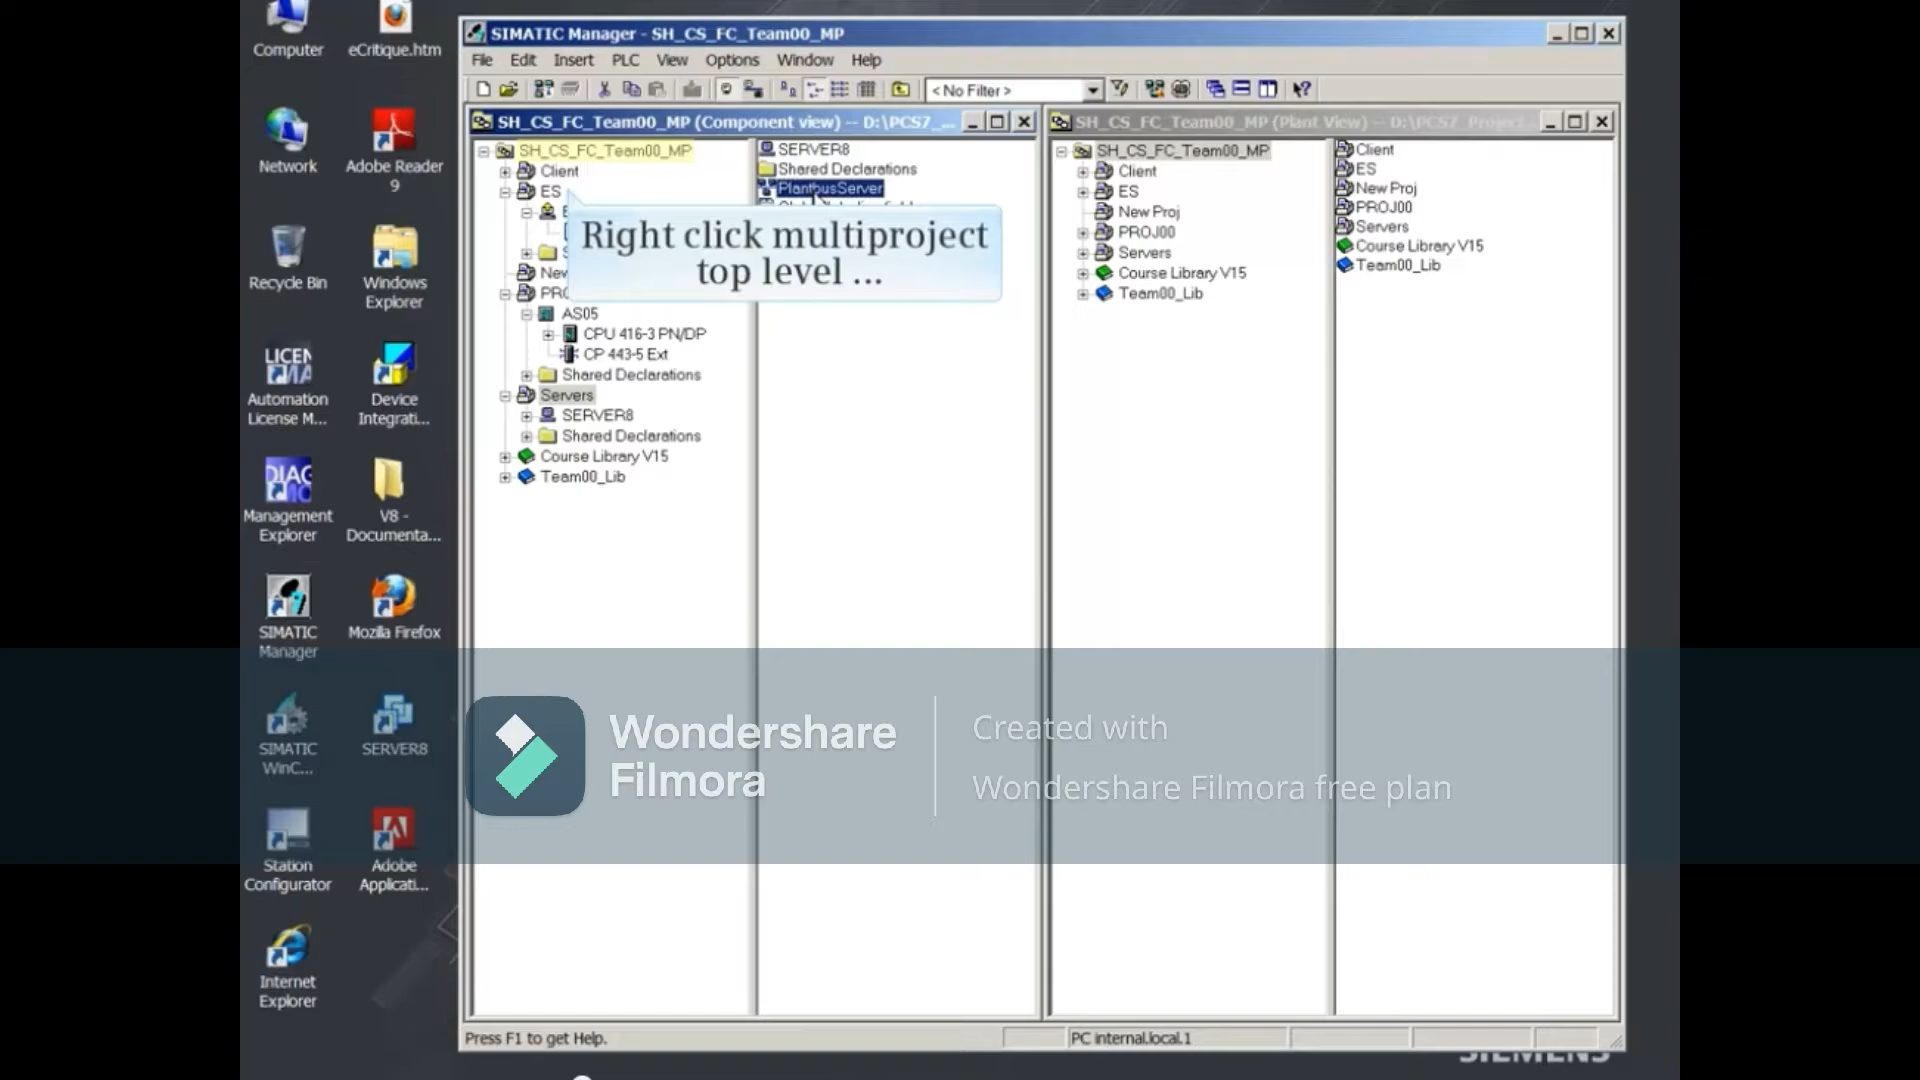 Computer
eCritique.htm
Network
Adobe Reader
9
Recycle Bin
Windows
Explorer
Automation
License M...
Device
Integrati...
Management
Explorer
V8 -
Documenta...
SIMATIC
Manager
Mozilla Firefox
SIMATIC
WinC...
SERVER8
Station
Configurator
Adobe
Applicati...
Internet
Explorer
SIMATIC Manager - SH_CS_FC_Team00_MP
File Edit Insert PLC View Options Window Help
< No Filter >
SH_CS_FC_Team00_MP (Component view) -- D:\PCS7_...
SH_CS_FC_Team00_MP
Client
ES
New
AS05
CPU 416-3 PN/DP
CP 443-5 Ext
Shared Declarations
Servers
SERVER8
Shared Declarations
Course Library V15
Team00_Lib
SERVER8
Shared Declarations
PlantbusServer
Right click multiproject
top level ...
SH_CS_FC_Team00_MP (Plant View) -- D:\PCS7_Project...
SH_CS_FC_Team00_MP
Client
ES
New Proj
PROJ00
Servers
Course Library V15
Team00_Lib
Client
ES
New Proj
PROJ00
Servers
Course Library V15
Team00_Lib
Wondershare
Filmora
Created with
Wondershare Filmora free plan
Press F1 to get Help.
PC internal.local.1
SIEMENS